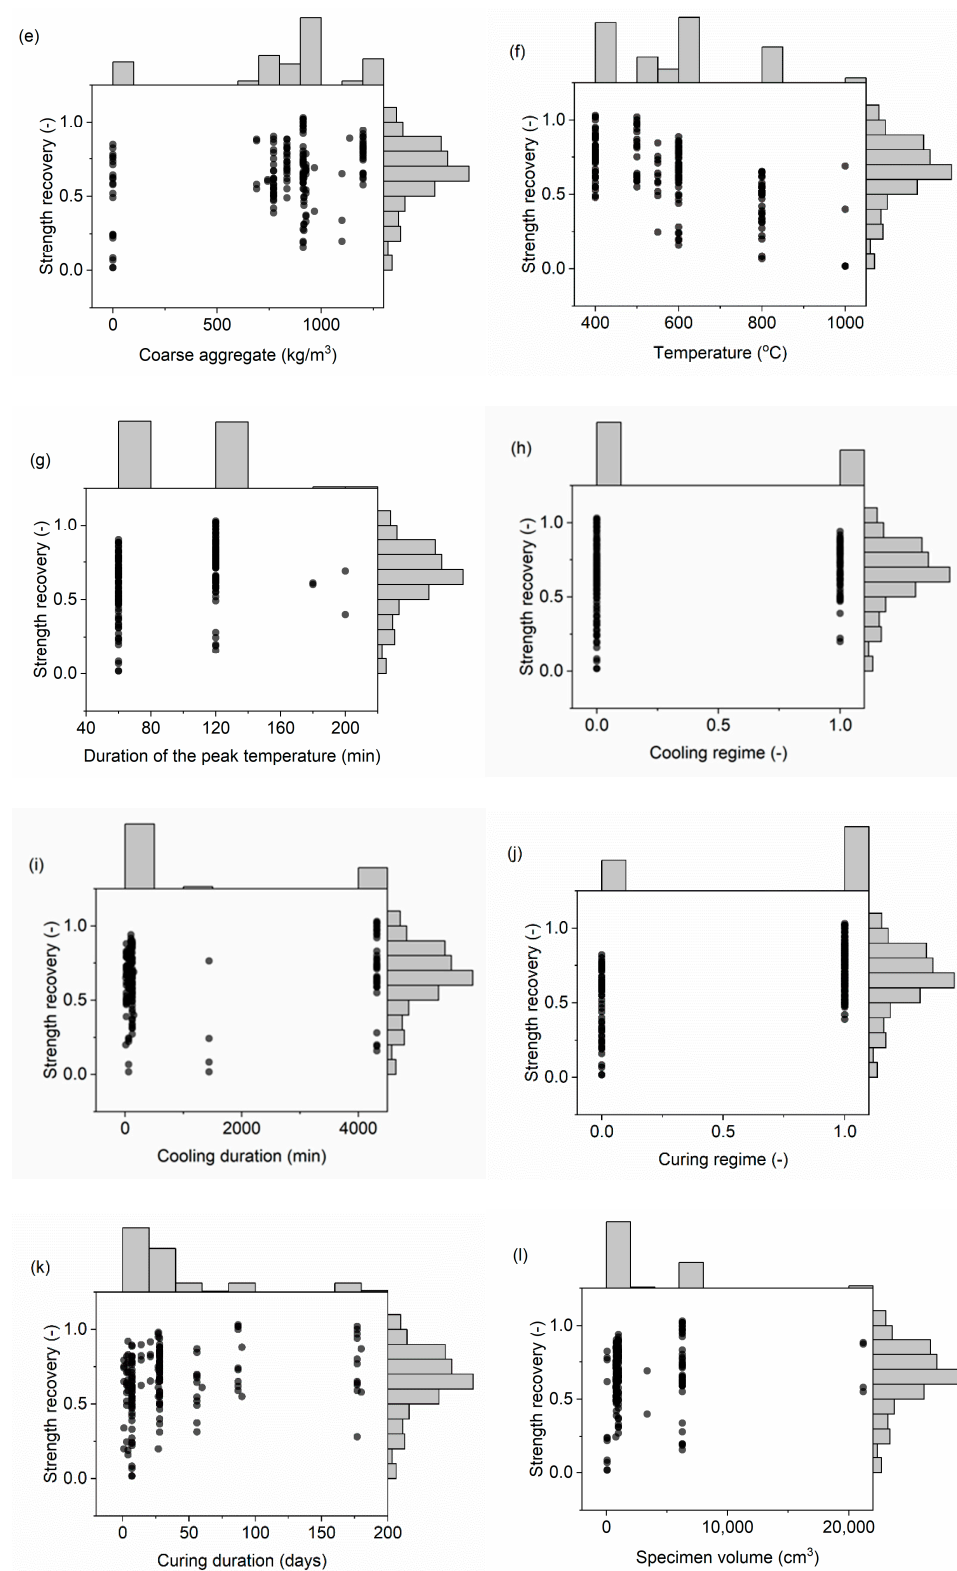 (e)
Strength recovery (-)
1.0
0.5
0.0
0 500 1000
Coarse aggregate (kg/m³)
(f)
Strength recovery (-)
1.0
0.5
0.0
400 600 800 1000
Temperature (°C)
(g)
Strength recovery (-)
1.0
0.5
0.0
40 80 120 160 200
Duration of the peak temperature (min)
(h)
Strength recovery (-)
1.0
0.5
0.0
0.0 0.5 1.0
Cooling regime (-)
(i)
Strength recovery (-)
1.0
0.5
0.0
0 2000 4000
Cooling duration (min)
(j)
Strength recovery (-)
1.0
0.5
0.0
0.0 0.5 1.0
Curing regime (-)
(k)
Strength recovery (-)
1.0
0.5
0.0
0 50 100 150 200
Curing duration (days)
(l)
Strength recovery (-)
1.0
0.5
0.0
0 10,000 20,000
Specimen volume (cm³)